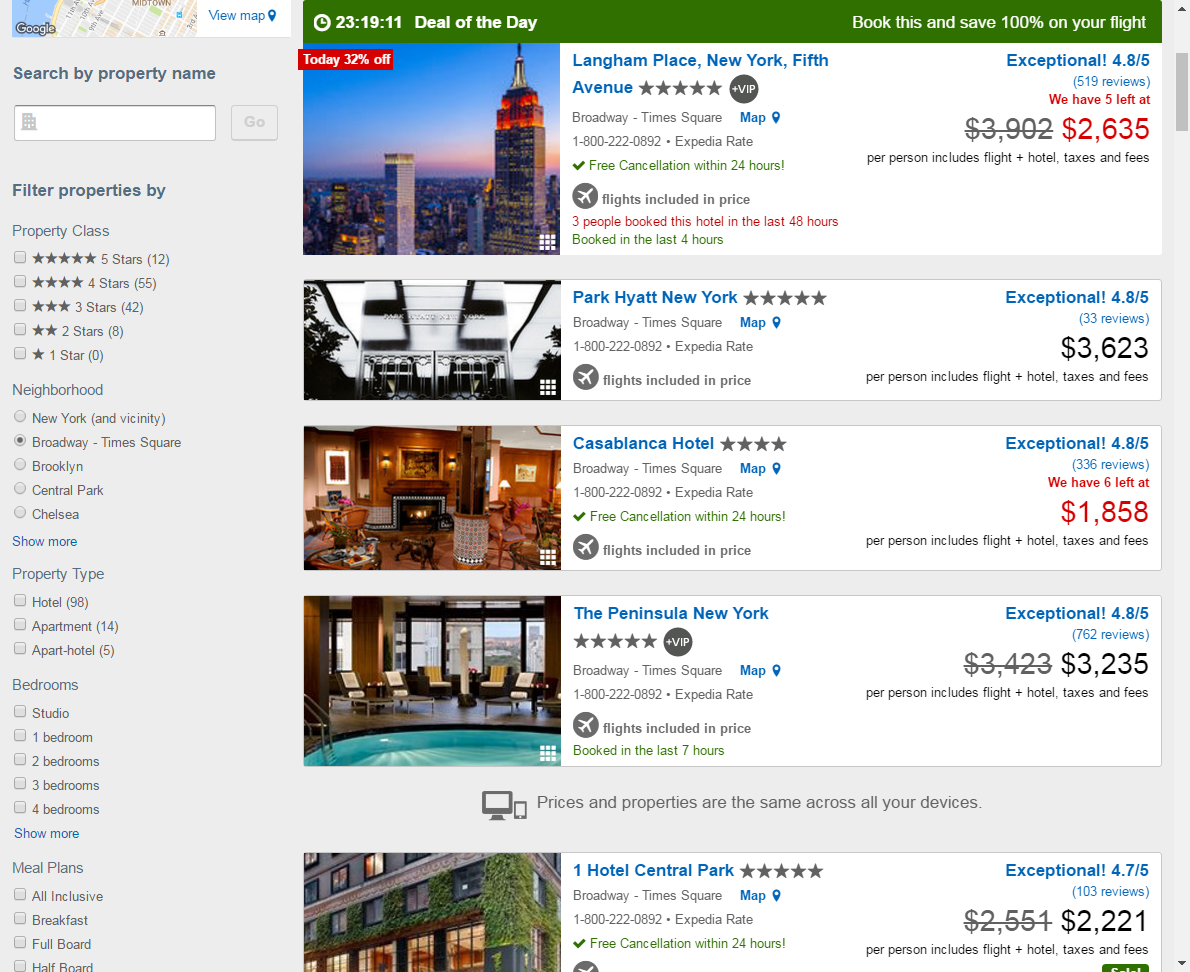 MIDTOWN
9th Ave
10th Ave
Google
View map
Search by property name
Go
Filter properties by
Property Class
★★★★★ 5 Stars (12)
★★★★ 4 Stars (55)
★★★ 3 Stars (42)
★★ 2 Stars (8)
★ 1 Star (0)
Neighborhood
New York (and vicinity)
Broadway - Times Square
Brooklyn
Central Park
Chelsea
Show more
Property Type
Hotel (98)
Apartment (14)
Apart-hotel (5)
Bedrooms
Studio
1 bedroom
2 bedrooms
3 bedrooms
4 bedrooms
Show more
Meal Plans
All Inclusive
Breakfast
Full Board
Half Board
23:19:11 Deal of the Day
Book this and save 100% on your flight
Today 32% off
Langham Place, New York, Fifth
Avenue ★★★★★ +VIP
Broadway - Times Square Map
1-800-222-0892 • Expedia Rate
Free Cancellation within 24 hours!
flights included in price
3 people booked this hotel in the last 48 hours
Booked in the last 4 hours
Exceptional! 4.8/5
(519 reviews)
We have 5 left at
$3,902 $2,635
per person includes flight + hotel, taxes and fees
PARK HYATT NEW YORK
Park Hyatt New York ★★★★★
Broadway - Times Square Map
1-800-222-0892 • Expedia Rate
flights included in price
Exceptional! 4.8/5
(33 reviews)
$3,623
per person includes flight + hotel, taxes and fees
Casablanca Hotel ★★★★
Broadway - Times Square Map
1-800-222-0892 • Expedia Rate
Free Cancellation within 24 hours!
flights included in price
Exceptional! 4.8/5
(336 reviews)
We have 6 left at
$1,858
per person includes flight + hotel, taxes and fees
The Peninsula New York
★★★★★ +VIP
Broadway - Times Square Map
1-800-222-0892 • Expedia Rate
flights included in price
Booked in the last 7 hours
Exceptional! 4.8/5
(762 reviews)
$3,423 $3,235
per person includes flight + hotel, taxes and fees
Prices and properties are the same across all your devices.
1 Hotel Central Park ★★★★★
Broadway - Times Square Map
1-800-222-0892 • Expedia Rate
Free Cancellation within 24 hours!
Exceptional! 4.7/5
(103 reviews)
$2,551 $2,221
per person includes flight + hotel, taxes and fees
Sale!